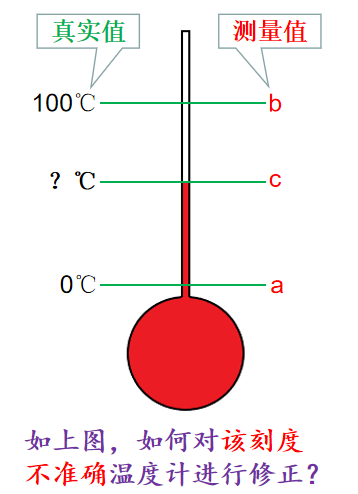 真实值 测量值
100℃ b
？℃ c
0℃ a
如上图，如何对该刻度
不准确温度计进行修正？